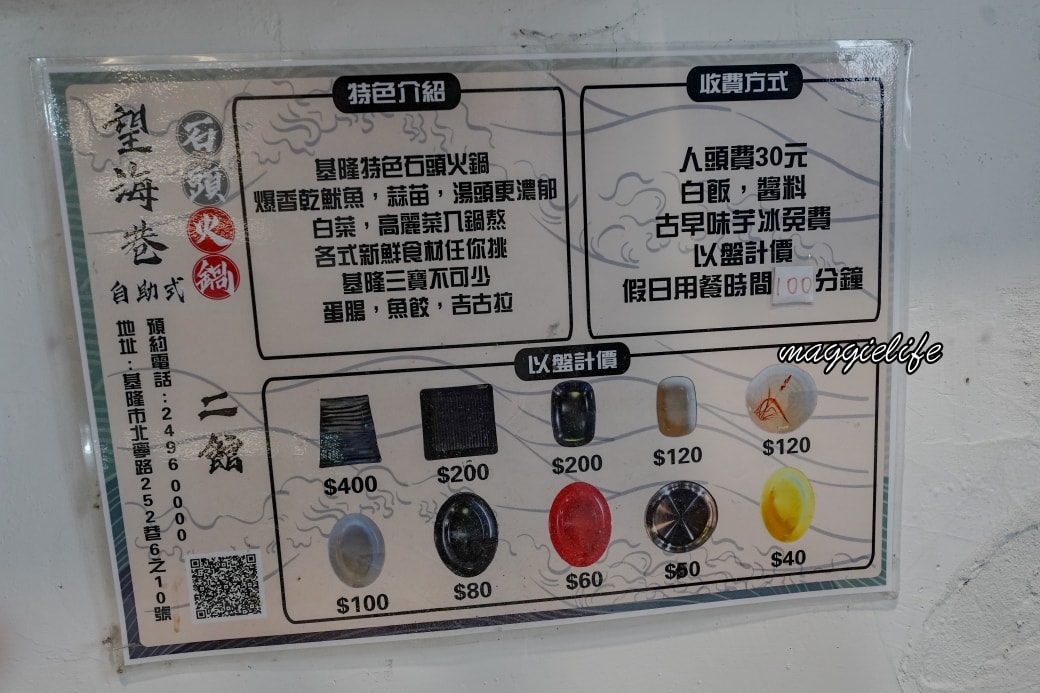 望海巷
石頭火鍋
自助式
二館
預約電話:24960000
地址:基隆市北寧路252巷6之10號
特色介紹
基隆特色石頭火鍋
爆香乾魷魚,蒜苗,湯頭更濃郁
白菜,高麗菜入鍋熬
各式新鮮食材任你挑
基隆三寶不可少
蛋腸,魚餃,吉古拉
收費方式
人頭費30元
白飯,醬料
古早味芋冰免費
以盤計價
假日用餐時間100分鐘
maggielife
以盤計價
$400
$200
$200
$120
$120
$100
$80
$60
$50
$40